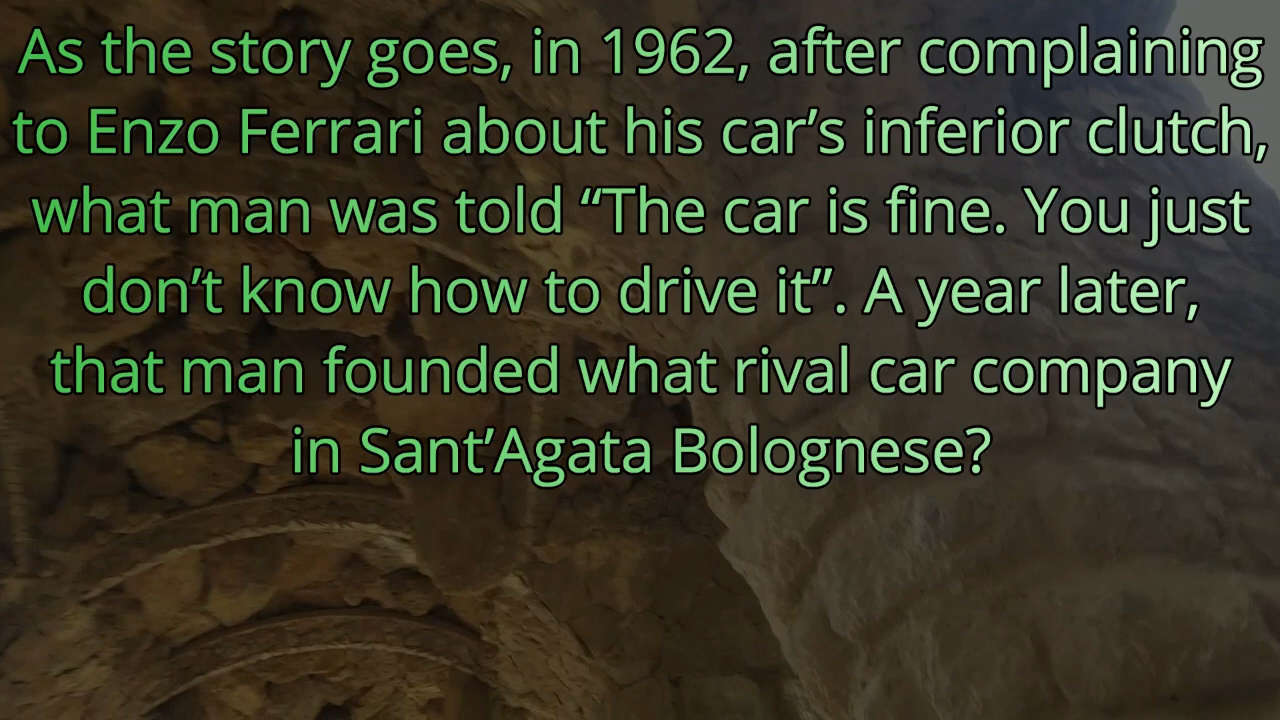 As the story goes, in 1962, after complaining
to Enzo Ferrari about his car’s inferior clutch,
what man was told “The car is fine. You just
don’t know how to drive it”. A year later,
that man founded what rival car company
in Sant’Agata Bolognese?